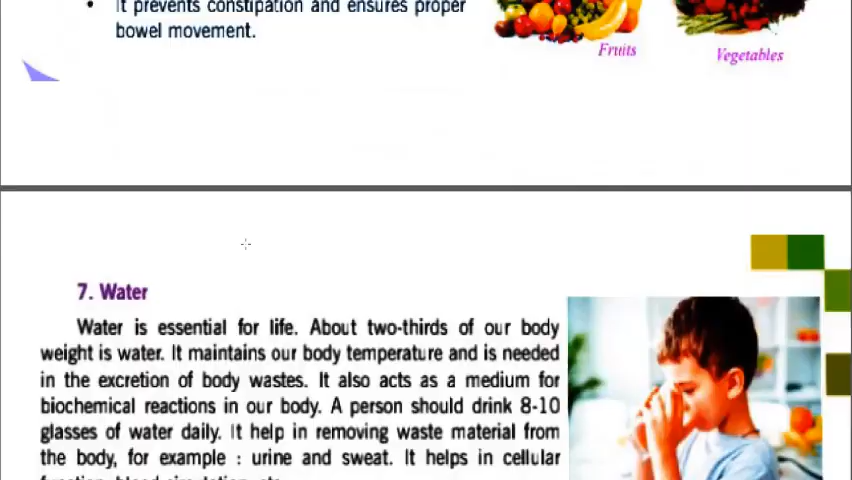 • It prevents constipation and ensures proper
bowel movement.
Fruits
Vegetables
7. Water
Water is essential for life. About two-thirds of our body
weight is water. It maintains our body temperature and is needed
in the excretion of body wastes. It also acts as a medium for
biochemical reactions in our body. A person should drink 8-10
glasses of water daily. It help in removing waste material from
the body, for example : urine and sweat. It helps in cellular